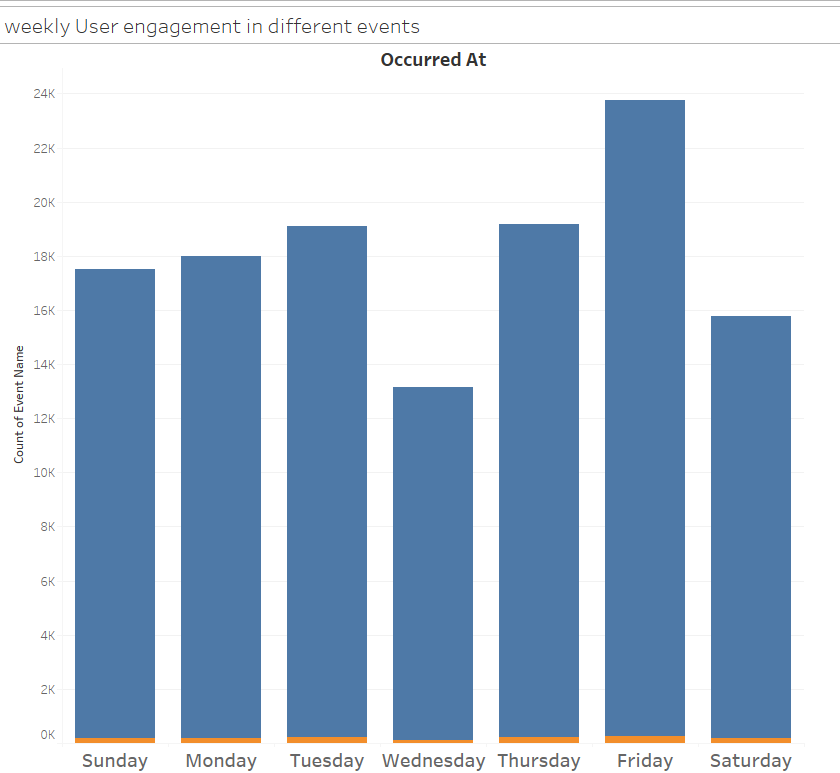 weekly User engagement in different events
Occurred At
24K
22K
20K
18K
16K
14K
12K
10K
8K
6K
4K
2K
0K
Count of Event Name
Sunday Monday Tuesday Wednesday Thursday Friday Saturday